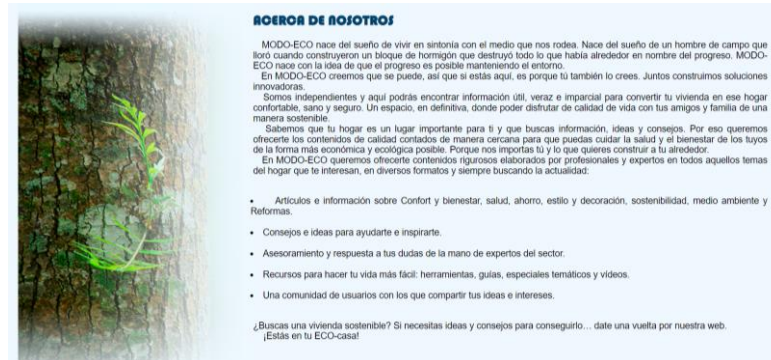 ACERCA DE NOSOTROS
MODO-ECO nace del sueño de vivir en sintonía con el medio que nos rodea. Nace del sueño de un hombre de campo que
lloró cuando construyeron un bloque de hormigón que destruyó todo lo que había alrededor en nombre del progreso. MODO-
ECO nace con la idea de que el progreso es posible manteniendo el entorno.
En MODO-ECO creemos que se puede, así que si estás aquí, es porque tú también lo crees. Juntos construimos soluciones
innovadoras.
Somos independientes y aquí podrás encontrar información útil, veraz e imparcial para convertir tu vivienda en ese hogar
confortable, sano y seguro. Un espacio, en definitiva, donde poder disfrutar de calidad de vida con tus amigos y familia de una
manera sostenible.
Sabemos que tu hogar es un lugar importante para ti y que buscas información, ideas y consejos. Por eso queremos
ofrecerte los contenidos de calidad contados de manera cercana para que puedas cuidar la salud y el bienestar de los tuyos
de la forma más económica y ecológica posible. Porque nos importas tú y lo que quieres construir a tu alrededor.
En MODO-ECO queremos ofrecerte contenidos rigurosos elaborados por profesionales y expertos en todos aquellos temas
del hogar que te interesan, en diversos formatos y siempre buscando la actualidad:
• Artículos e información sobre Confort y bienestar, salud, ahorro, estilo y decoración, sostenibilidad, medio ambiente y
Reformas.
• Consejos e ideas para ayudarte e inspirarte.
• Asesoramiento y respuesta a tus dudas de la mano de expertos del sector.
• Recursos para hacer tu vida más fácil: herramientas, guías, especiales temáticos y vídeos.
• Una comunidad de usuarios con los que compartir tus ideas e intereses.
¿Buscas una vivienda sostenible? Si necesitas ideas y consejos para conseguirlo… date una vuelta por nuestra web.
¡Estás en tu ECO-casa!